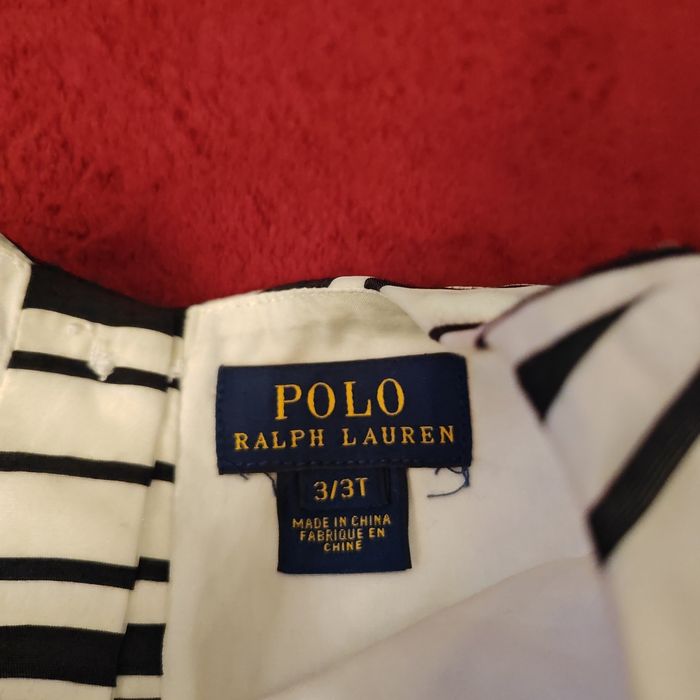 POLO
RALPH LAUREN
3/3T
MADE IN CHINA
FABRIQUE EN
CHINE